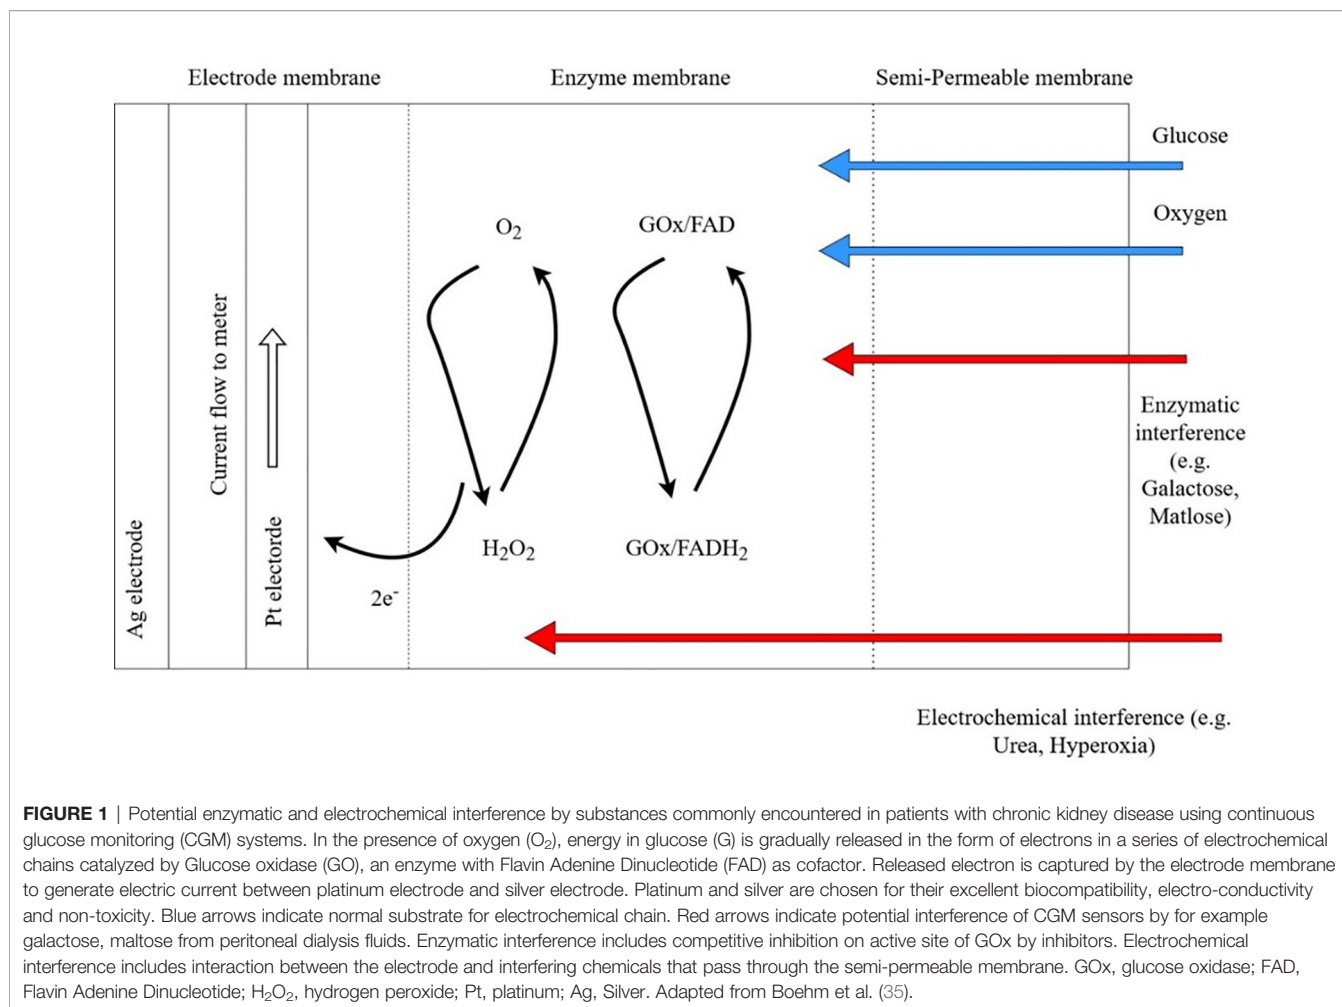 Electrode membrane
Enzyme membrane
Semi-Permeable membrane
Glucose
Oxygen
O2
GOx/FAD
Current flow to meter
Enzymatic
interference
(e.g.
Galactose,
Matlose)
Ag electrode
Pt electorde
H2O2
GOx/FADH2
2e-
Electrochemical interference (e.g.
Urea, Hyperoxia)
FIGURE 1 | Potential enzymatic and electrochemical interference by substances commonly encountered in patients with chronic kidney disease using continuous
glucose monitoring (CGM) systems. In the presence of oxygen (O2), energy in glucose (G) is gradually released in the form of electrons in a series of electrochemical
chains catalyzed by Glucose oxidase (GO), an enzyme with Flavin Adenine Dinucleotide (FAD) as cofactor. Released electron is captured by the electrode membrane
to generate electric current between platinum electrode and silver electrode. Platinum and silver are chosen for their excellent biocompatibility, electro-conductivity
and non-toxicity. Blue arrows indicate normal substrate for electrochemical chain. Red arrows indicate potential interference of CGM sensors by for example
galactose, maltose from peritoneal dialysis fluids. Enzymatic interference includes competitive inhibition on active site of GOx by inhibitors. Electrochemical
interference includes interaction between the electrode and interfering chemicals that pass through the semi-permeable membrane. GOx, glucose oxidase; FAD,
Flavin Adenine Dinucleotide; H2O2, hydrogen peroxide; Pt, platinum; Ag, Silver. Adapted from Boehm et al. (35).